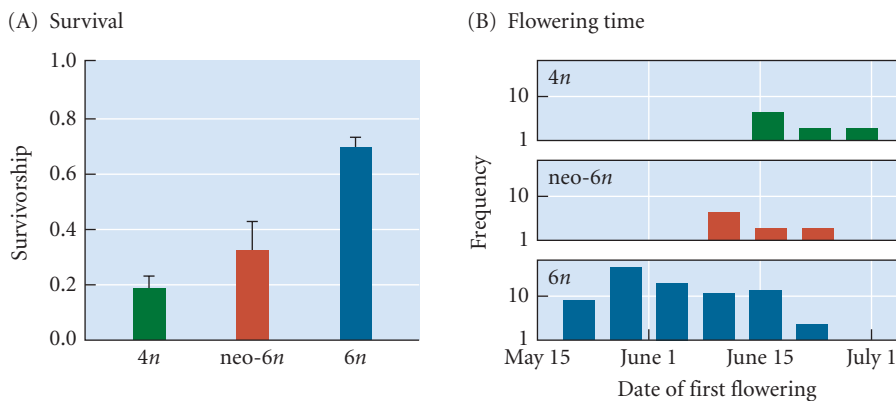 (A) Survival
1.0
0.8
0.6
0.4
0.2
0.0
Survivorship
4n
neo-6n
6n
(B) Flowering time
4n
10
1
neo-6n
10
1
6n
10
1
Frequency
May 15
June 1
June 15
July 1
Date of first flowering